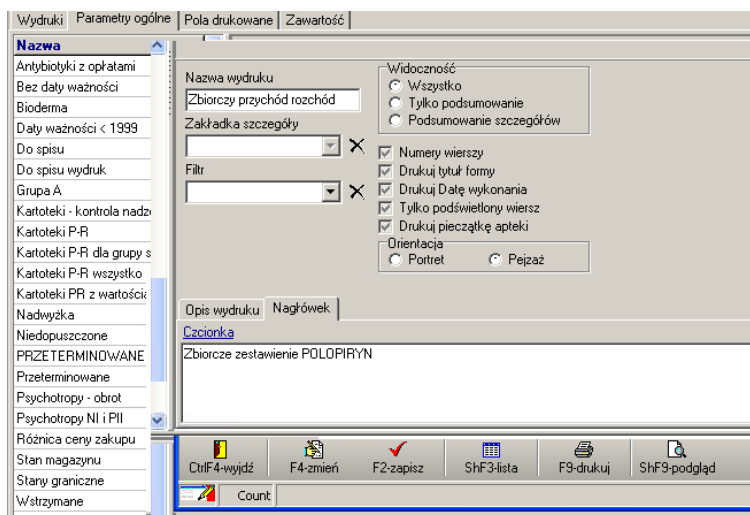 Wydruki Parametry ogólne Pola drukowane Zawartość
Nazwa
Antybiotyki z opłatami
Bez daty ważności
Bioderma
Daty ważności < 1999
Do spisu
Do spisu wydruk
Grupa A
Kartoteki - kontrola nadz
Kartoteki P-R
Kartoteki P-R dla grupy s
Kartoteki P-R wszystko
Kartoteki PR z wartościa
Nadwyżka
Niedopuszczone
PRZETERMINOWANE
Przeterminowane
Psychotropy - obrot
Psychotropy NI i PII
Różnica ceny zakupu
Stan magazynu
Stany graniczne
Wstrzymane
Nazwa wydruku
Zbiorczy przychód rozchód
Zakładka szczegóły
Filtr
Widoczność
Wszystko
Tylko podsumowanie
Podsumowanie szczegółów
Numery wierszy
Drukuj tytuł formy
Drukuj Datę wykonania
Tylko podświetlony wiersz
Drukuj pieczątkę apteki
Orientacja
Portret Pejzaż
Opis wydruku Nagłówek
Czcionka
Zbiorcze zestawienie POLOPIRYN
CtrlF4-wyjdź F4-zmień F2-zapisz ShF3-lista F9-drukuj ShF9-podgląd
Count